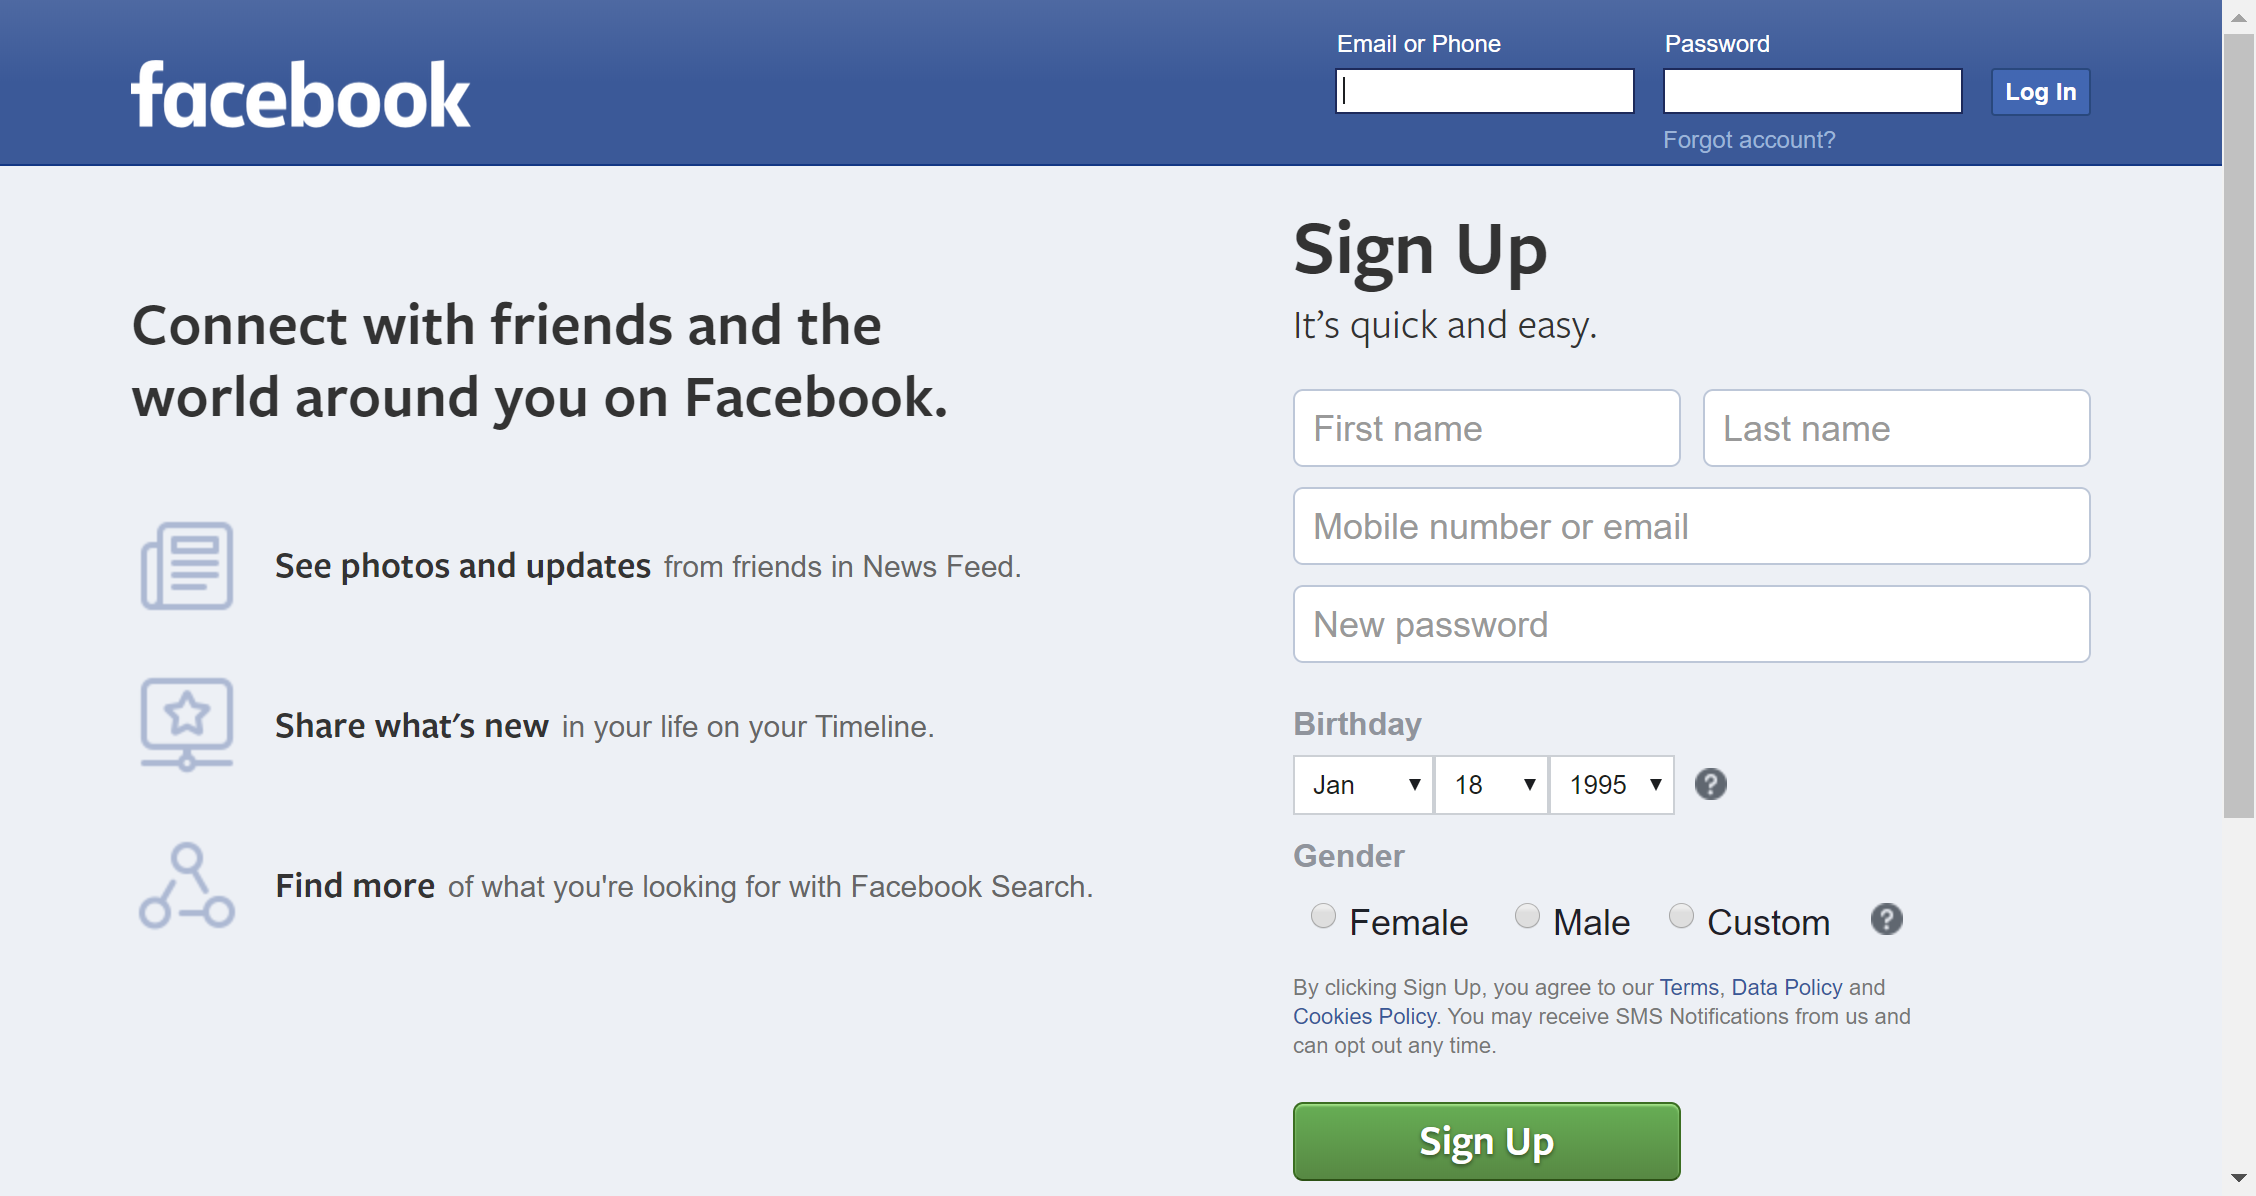 facebook
Email or Phone
Password
Log In
Forgot account?
Connect with friends and the
world around you on Facebook.
See photos and updates from friends in News Feed.
Share what's new in your life on your Timeline.
Find more of what you're looking for with Facebook Search.
Sign Up
It’s quick and easy.
First name
Last name
Mobile number or email
New password
Birthday
Jan
18
1995
?
Gender
Female
Male
Custom
?
By clicking Sign Up, you agree to our Terms, Data Policy and
Cookies Policy. You may receive SMS Notifications from us and
can opt out any time.
Sign Up